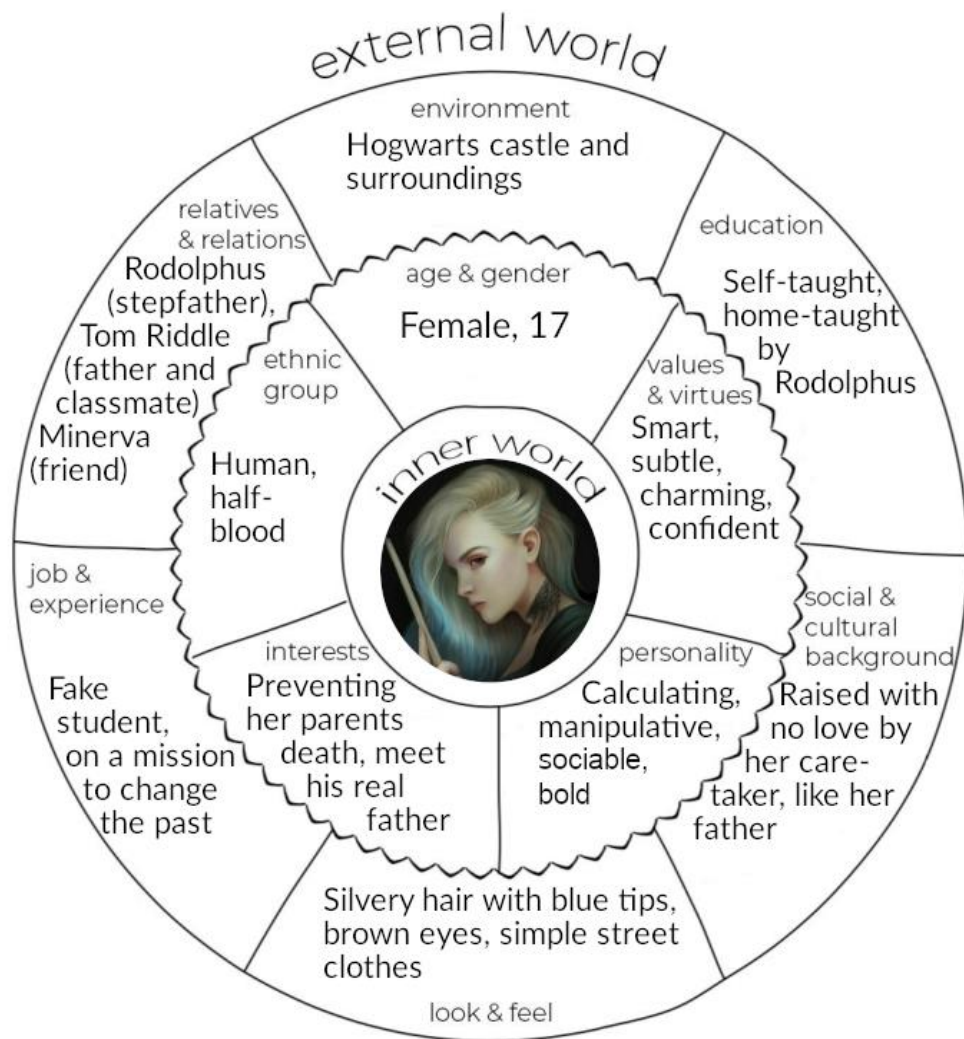 external world
environment
Hogwarts castle and
surroundings
relatives
& relations
Rodolphus
(stepfather),
Tom Riddle
(father and
classmate)
Minerva
(friend)
education
Self-taught,
home-taught
by
Rodolphus
age & gender
Female, 17
ethnic
group
Human,
half-
blood
values
& virtues
Smart,
subtle,
charming,
confident
inner world
job &
experience
Fake
student,
on a mission
to change
the past
interests
Preventing
her parents
death, meet
his real
father
personality
Calculating,
manipulative,
sociable,
bold
social &
cultural
background
Raised with
no love by
her care-
taker, like her
father
Silvery hair with blue tips,
brown eyes, simple street
clothes
look & feel